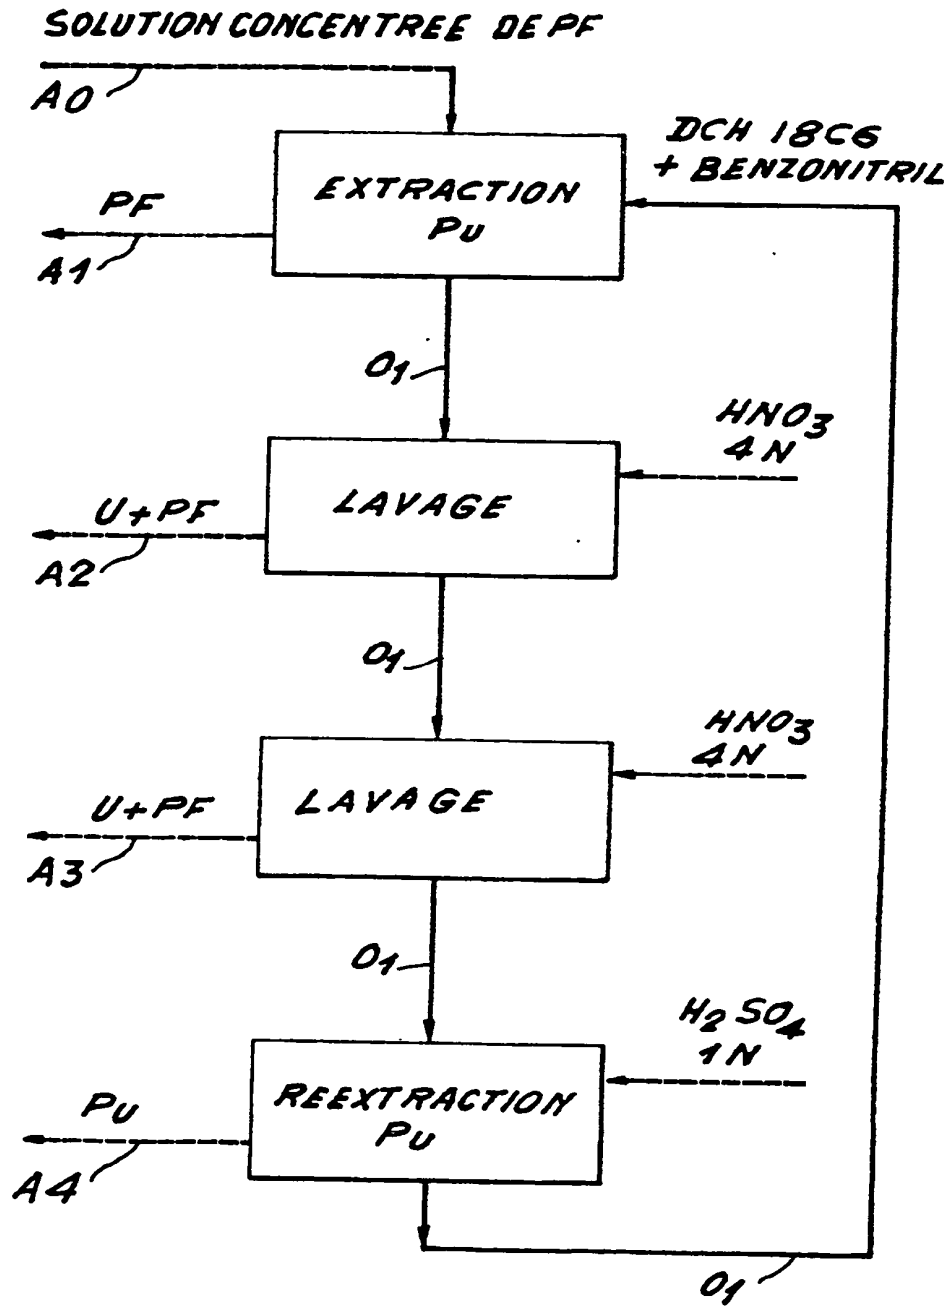 SOLUTION CONCENTREE DE PF
A0
DCH 18C6
+ BENZONITRIL
EXTRACTION
Pu
PF
A1
O1
HNO3
4N
LAVAGE
U+PF
A2
O1
HNO3
4N
LAVAGE
U+PF
A3
O1
H2SO4
1N
REEXTRACTION
Pu
Pu
A4
O1